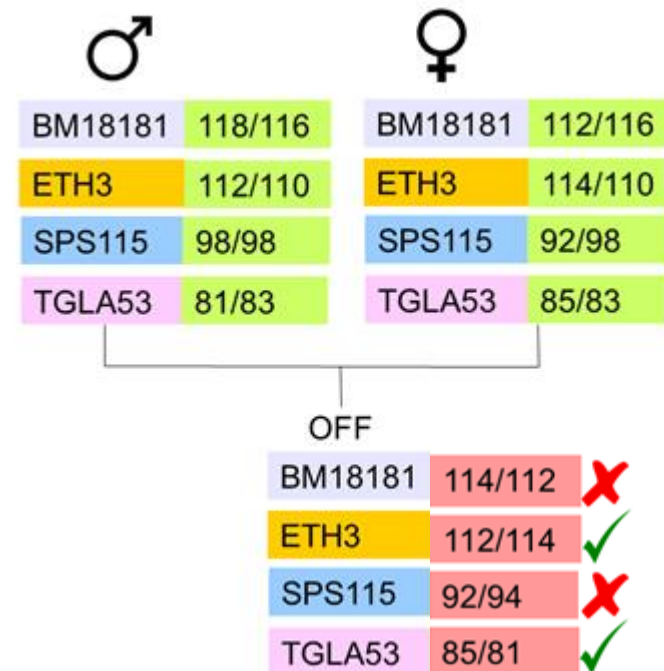 BM18181 118/116
ETH3 112/110
SPS115 98/98
TGLA53 81/83
BM18181 112/116
ETH3 114/110
SPS115 92/98
TGLA53 85/83
OFF
BM18181 114/112
ETH3 112/114
SPS115 92/94
TGLA53 85/81